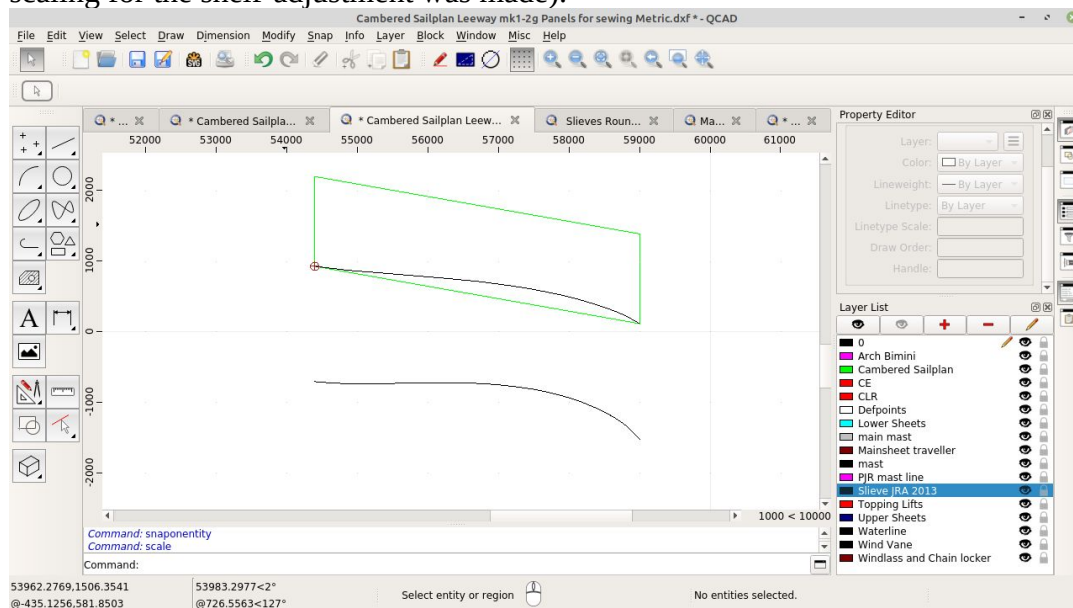 scaling for the shelf adjustment was made).
Cambered Sailplan Leeway mk1-2g Panels for sewing Metric.dxf * - QCAD
File Edit View Select Draw Dimension Modify Snap Info Layer Block Window Misc Help
* ... * Cambered Sailpla... * Cambered Sailplan Leew... Slieves Roun... Ma... * ...
52000 53000 54000 55000 56000 57000 58000 59000 60000 61000
2000
1000
0
-1000
-2000
A
1000 < 10000
Command: snaponentity
Command: scale
Command:
Property Editor
Layer:
Color: By Layer
Lineweight: By Layer
Linetype: By Layer
Linetype Scale:
Draw Order:
Handle:
Layer List
0
Arch Bimini
Cambered Sailplan
CE
CLR
Defpoints
Lower Sheets
main mast
Mainsheet traveller
mast
PJR mast line
Slieve JRA 2013
Topping Lifts
Upper Sheets
Waterline
Wind Vane
Windlass and Chain locker
53962.2769,1506.3541 53983.2977<2° Select entity or region No entities selected.
@-435.1256,581.8503 @726.5563<127°